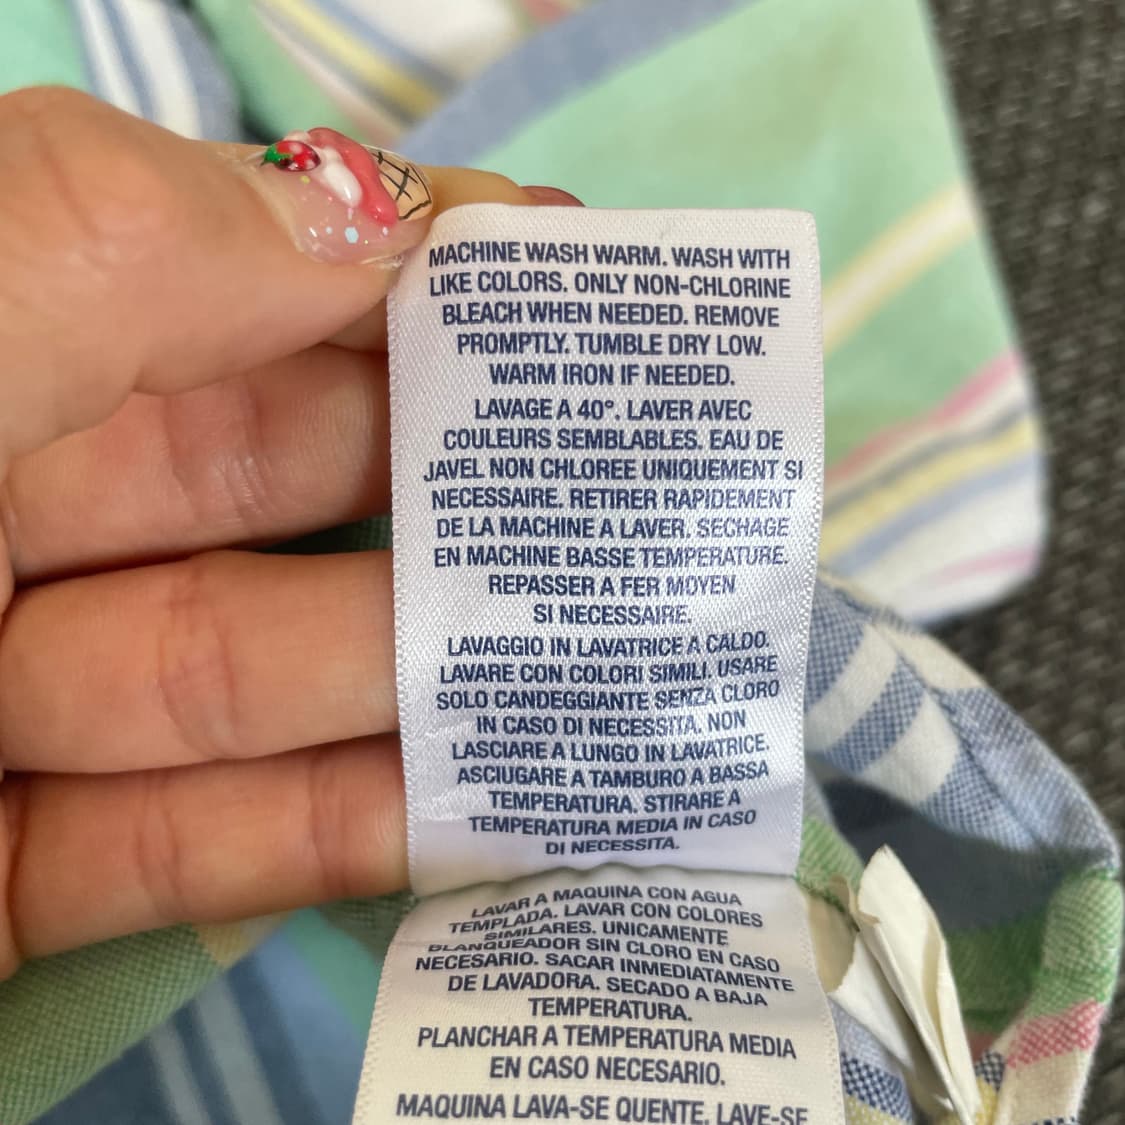 MACHINE WASH WARM. WASH WITH
LIKE COLORS. ONLY NON-CHLORINE
BLEACH WHEN NEEDED. REMOVE
PROMPTLY. TUMBLE DRY LOW.
WARM IRON IF NEEDED.
LAVAGE A 40°. LAVER AVEC
COULEURS SEMBLABLES. EAU DE
JAVEL NON CHLOREE UNIQUEMENT SI
NECESSAIRE. RETIRER RAPIDEMENT
DE LA MACHINE A LAVER. SECHAGE
EN MACHINE BASSE TEMPERATURE.
REPASSER A FER MOYEN
SI NECESSAIRE.
LAVAGGIO IN LAVATRICE A CALDO.
LAVARE CON COLORI SIMILI. USARE
SOLO CANDEGGIANTE SENZA CLORO
IN CASO DI NECESSITA. NON
LASCIARE A LUNGO IN LAVATRICE.
ASCIUGARE A TAMBURO A BASSA
TEMPERATURA. STIRARE A
TEMPERATURA MEDIA IN CASO
DI NECESSITA.
LAVAR A MAQUINA CON AGUA
TEMPLADA. LAVAR CON COLORES
SIMILARES. UNICAMENTE
BLANQUEADOR SIN CLORO EN CASO
NECESARIO. SACAR INMEDIATAMENTE
DE LAVADORA. SECADO A BAJA
TEMPERATURA.
PLANCHAR A TEMPERATURA MEDIA
EN CASO NECESARIO.
MAQUINA LAVA-SE QUENTE. LAVE-SE